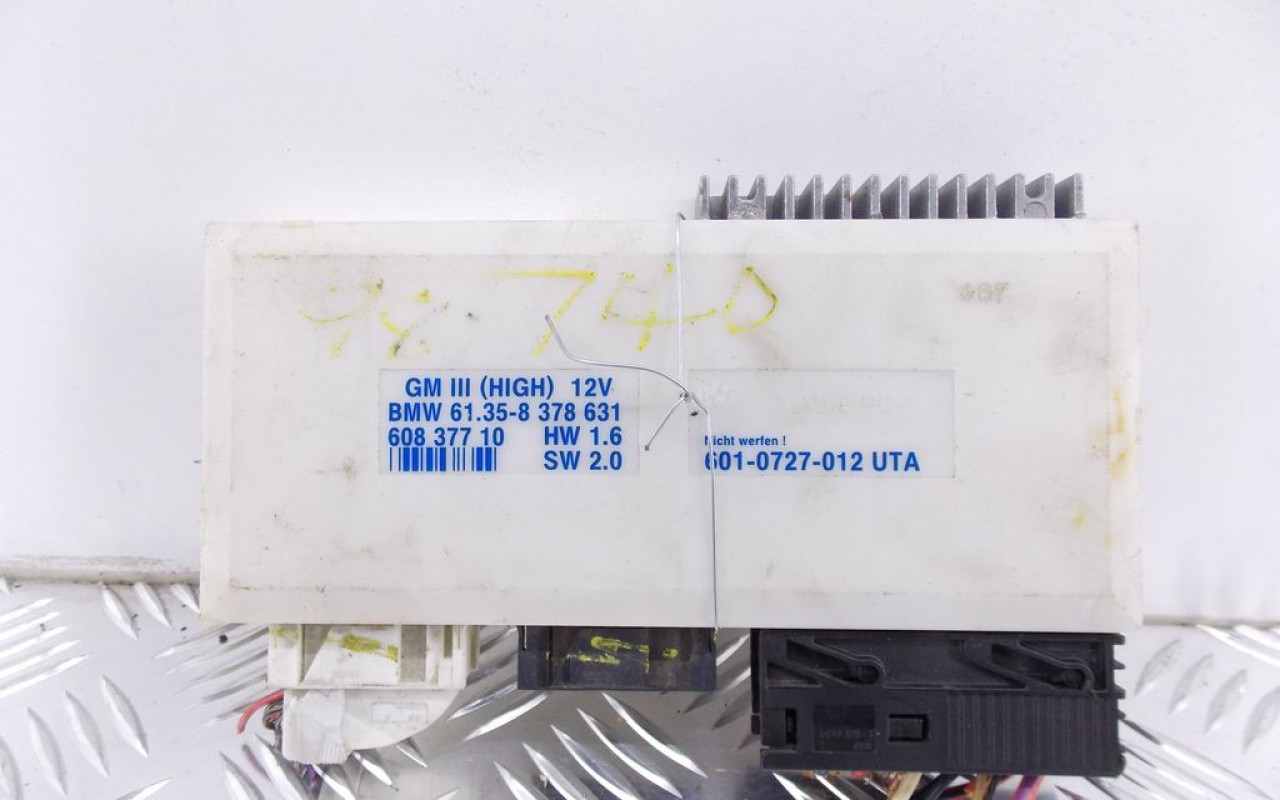 98 740
GM III (HIGH) 12V
BMW 61.35-8 378 631
608 377 10 HW 1.6
SW 2.0
Nicht werfen !
601-0727-012 UTA